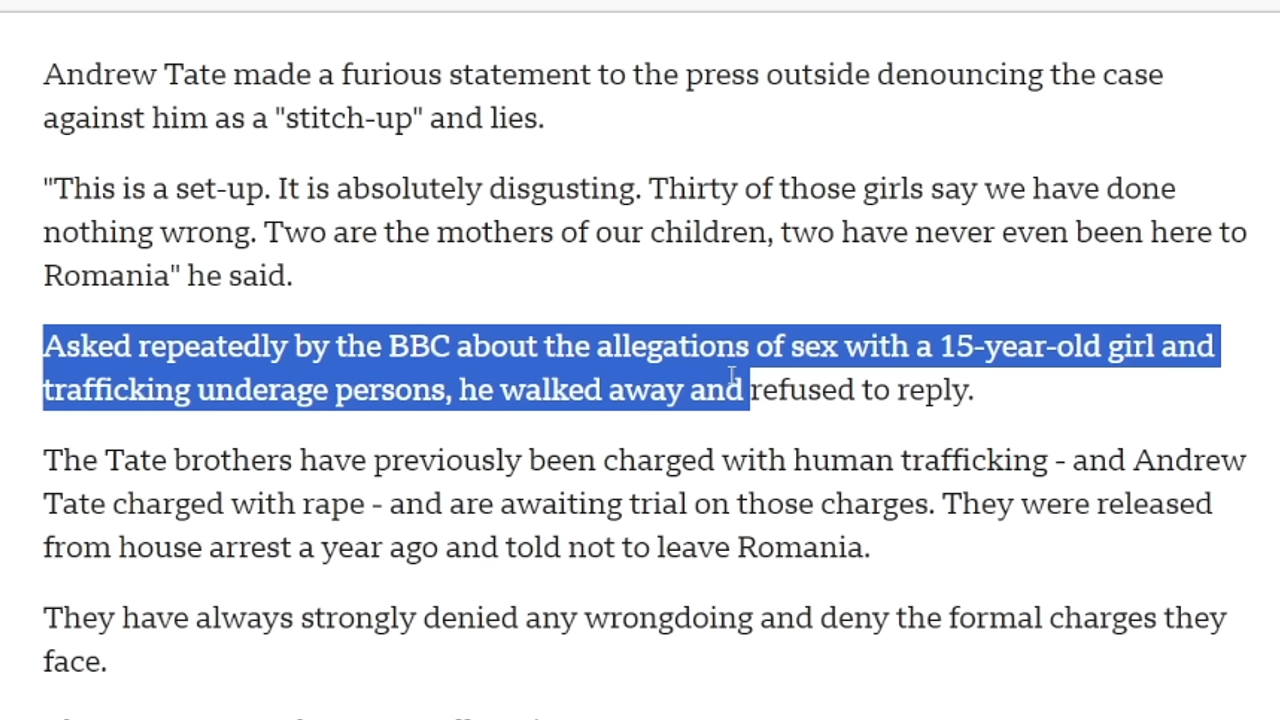 Andrew Tate made a furious statement to the press outside denouncing the case
against him as a "stitch-up" and lies.
"This is a set-up. It is absolutely disgusting. Thirty of those girls say we have done
nothing wrong. Two are the mothers of our children, two have never even been here to
Romania" he said.
Asked repeatedly by the BBC about the allegations of sex with a 15-year-old girl and
trafficking underage persons, he walked away and refused to reply.
The Tate brothers have previously been charged with human trafficking - and Andrew
Tate charged with rape - and are awaiting trial on those charges. They were released
from house arrest a year ago and told not to leave Romania.
They have always strongly denied any wrongdoing and deny the formal charges they
face.